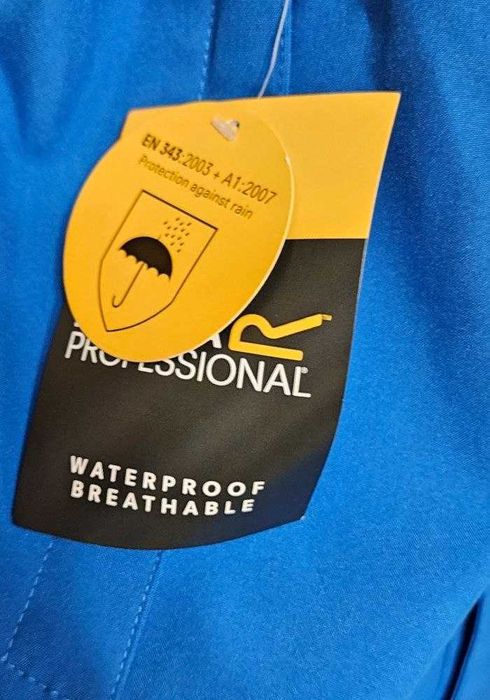 EN 343:2003 + A1:2007
Protection against rain
PROFESSIONAL
WATERPROOF
BREATHABLE